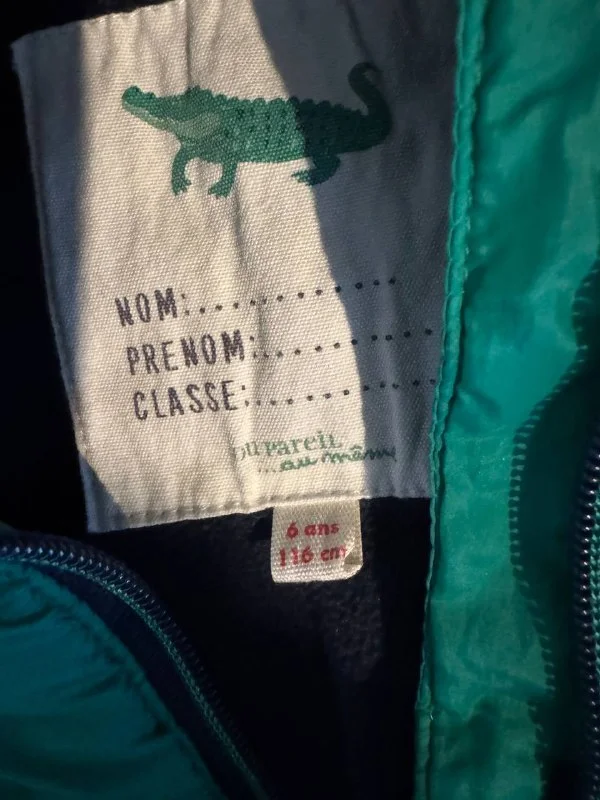 NOM:.............
PRENOM:............
CLASSE:............
DU PAREIL
...au même
6 ans
116 cm